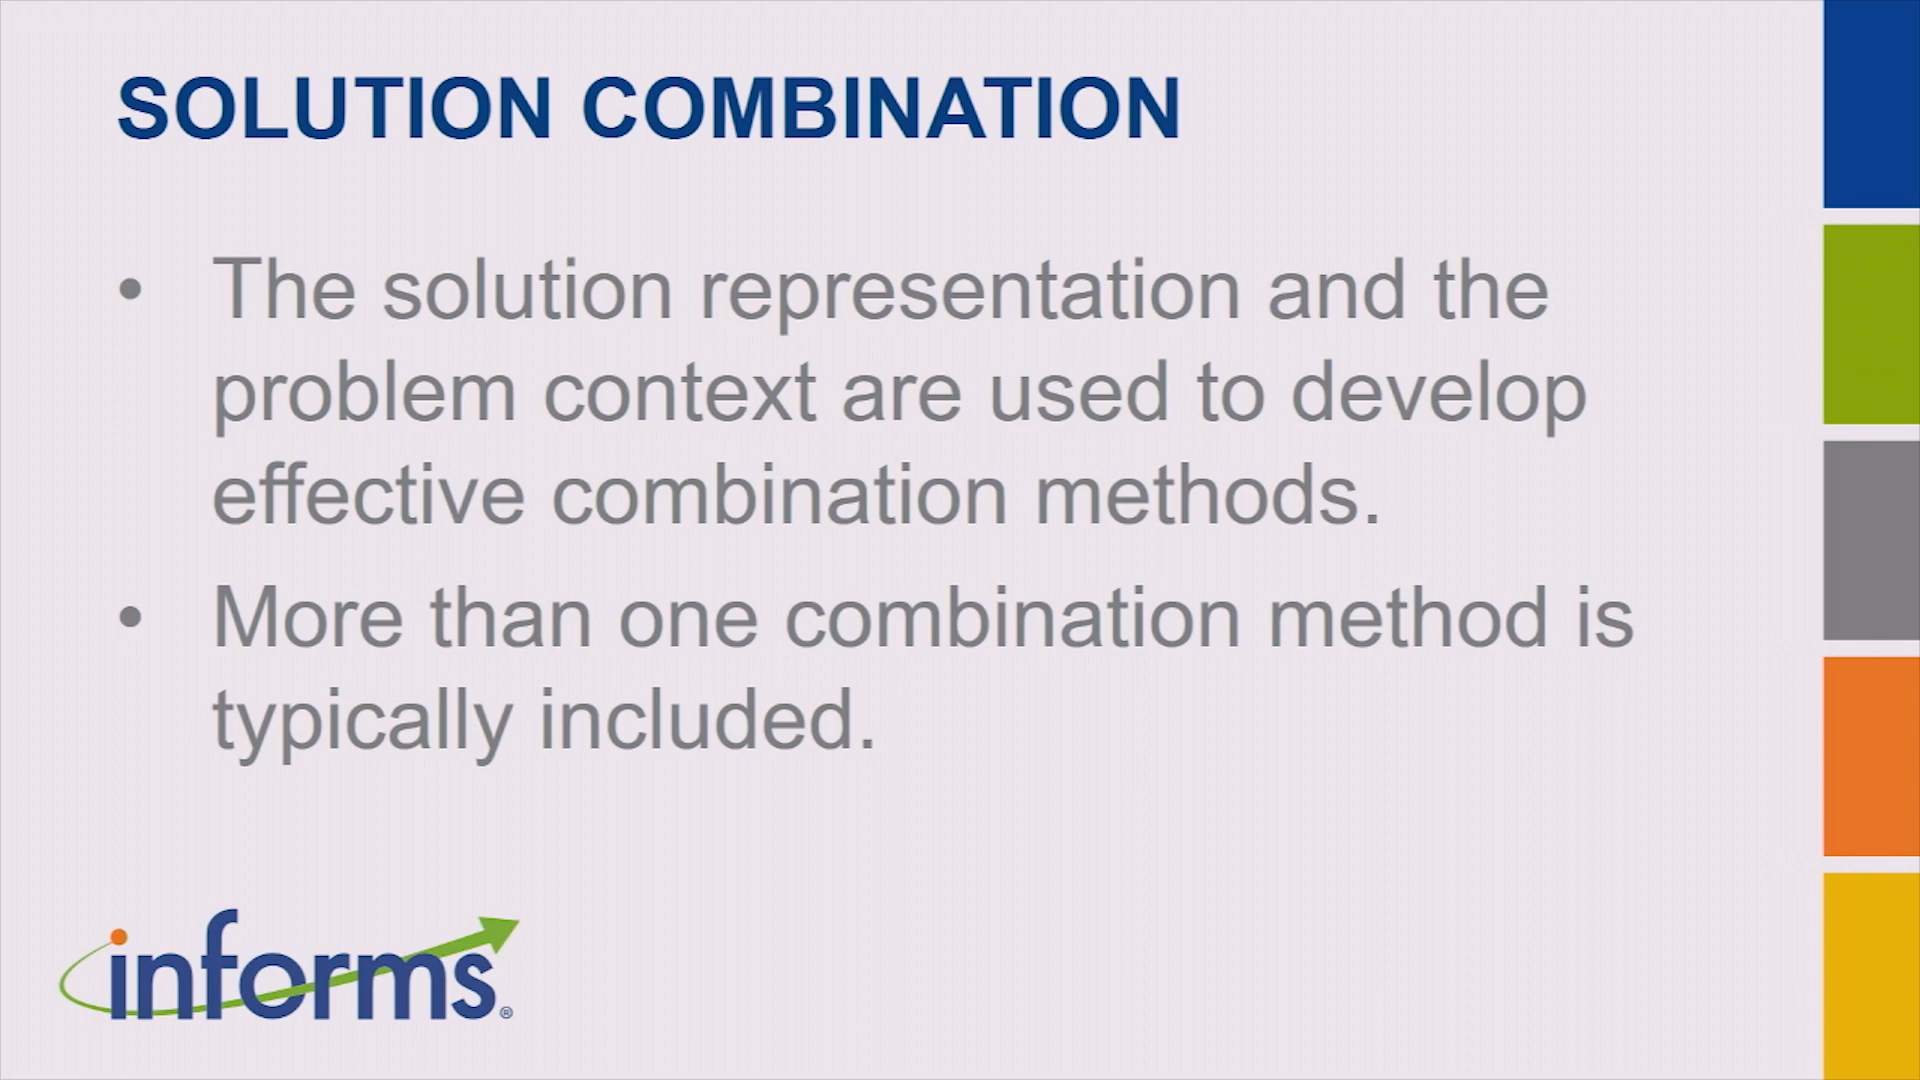 SOLUTION COMBINATION
• The solution representation and the
problem context are used to develop
effective combination methods.
• More than one combination method is
typically included.
informs®